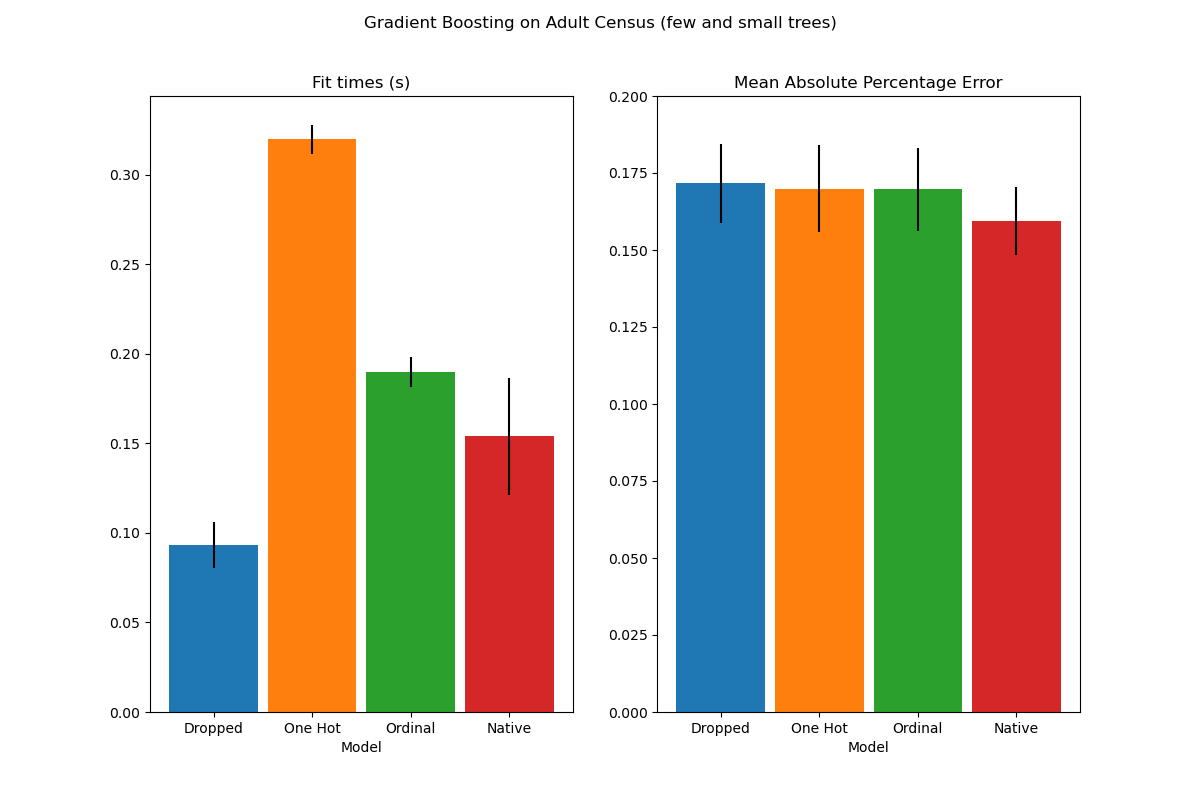 Gradient Boosting on Adult Census (few and small trees)
Fit times (s)
0.30
0.25
0.20
0.15
0.10
0.05
0.00
Dropped One Hot Ordinal Native
Model
Mean Absolute Percentage Error
0.200
0.175
0.150
0.125
0.100
0.075
0.050
0.025
0.000
Dropped One Hot Ordinal Native
Model